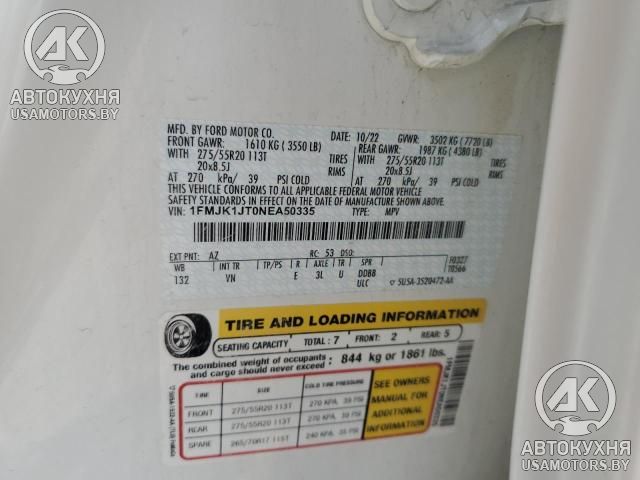 АВТОКУХНЯ
USAMOTORS.BY
MFD. BY FORD MOTOR CO. DATE: 10/22 GVWR: 3502 KG ( 7720 LB)
FRONT GAWR: 1610 KG ( 3550 LB) REAR GAWR: 1987 KG ( 4380 LB)
WITH 275/55R20 113T TIRES WITH 275/55R20 113T TIRES
20x8.5J RIMS 20x8.5J RIMS
AT 270 kPa/ 39 PSI COLD AT 270 kPa/ 39 PSI COLD
THIS VEHICLE CONFORMS TO ALL APPLICABLE FEDERAL MOTOR VEHICLE
SAFETY STANDARDS IN EFFECT ON THE DATE OF MANUFACTURE SHOWN ABOVE.
VIN: 1FMJK1JT0NEA50335 TYPE: MPV
EXT PNT: AZ RC: 53 DSO:
WB INT TR TP/PS R AXLE TR SPR
132 VN E 3L U DDBB
ULC
F0327
T0566
5U5A-3520472-AA
TIRE AND LOADING INFORMATION
SEATING CAPACITY TOTAL : 7 FRONT: 2 REAR: 5
The combined weight of occupants and cargo should never exceed : 844 kg or 1861 lbs.
TIRE SIZE COLD TIRE PRESSURE
FRONT 275/55R20 113T 270 KPA, 39 PSI
REAR 275/55R20 113T 270 KPA, 39 PSI
SPARE 265/70R17 115T 240 KPA, 35 PSI
SEE OWNERS
MANUAL FOR
ADDITIONAL
INFORMATION
АВТОКУХНЯ
USAMOTORS.BY